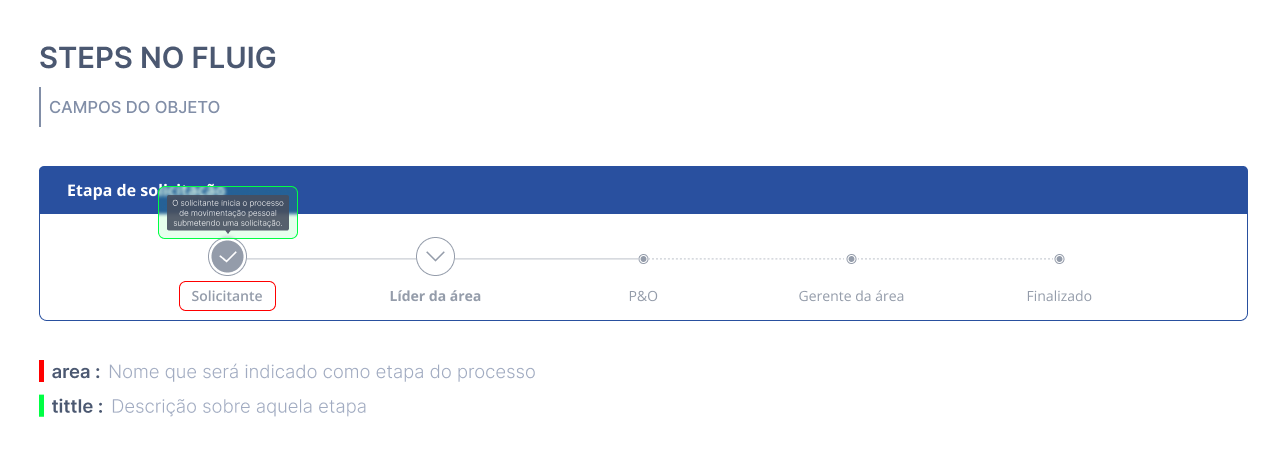 STEPS NO FLUIG
CAMPOS DO OBJETO
Etapa de solicitação
O solicitante inicia o processo
de movimentação pessoal
submetendo uma solicitação.
Solicitante
Líder da área
P&O
Gerente da área
Finalizado
area : Nome que será indicado como etapa do processo
tittle : Descrição sobre aquela etapa